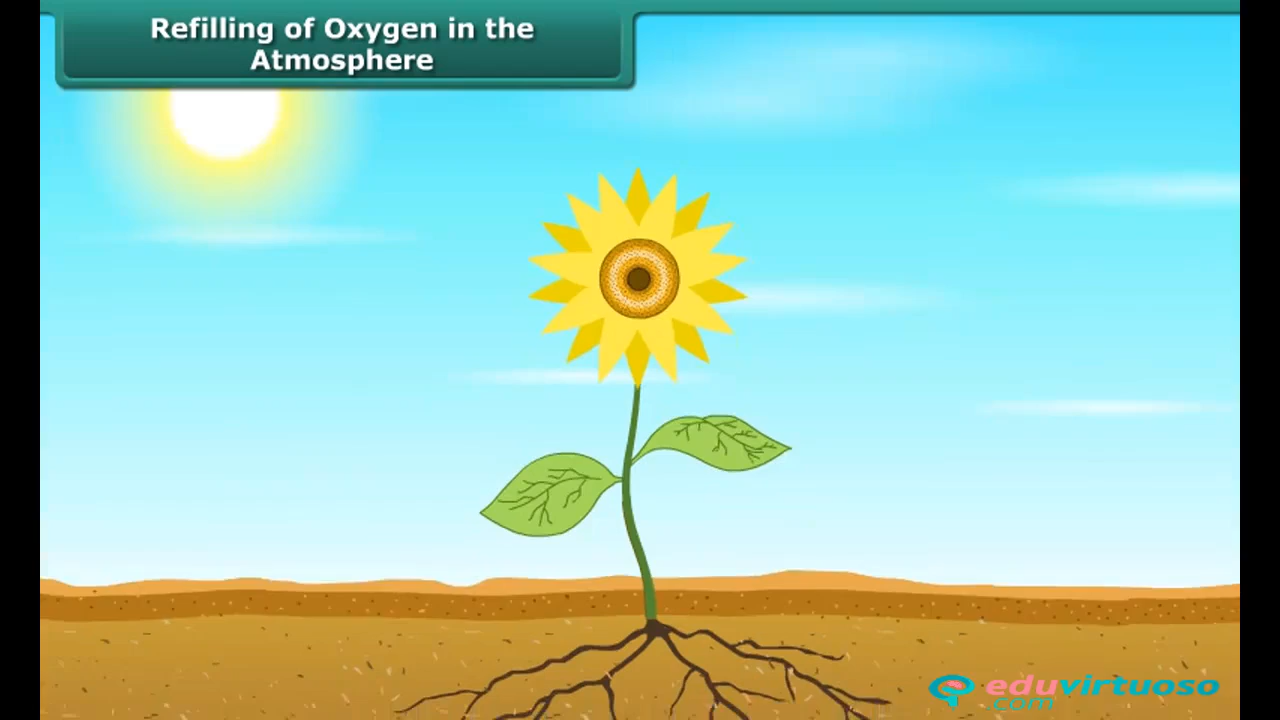 Refilling of Oxygen in the
Atmosphere
eduvirtuoso
.com